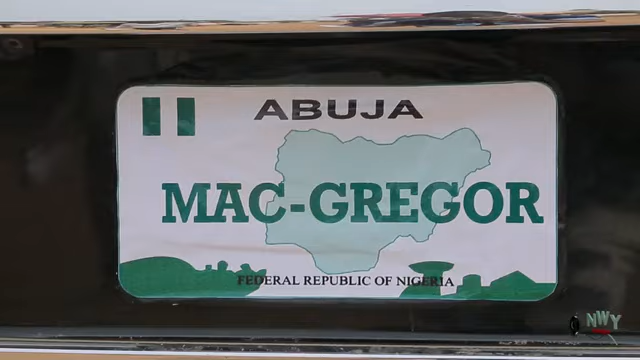 ABUJA
MAC-GREGOR
FEDERAL REPUBLIC OF NIGERIA
NWY